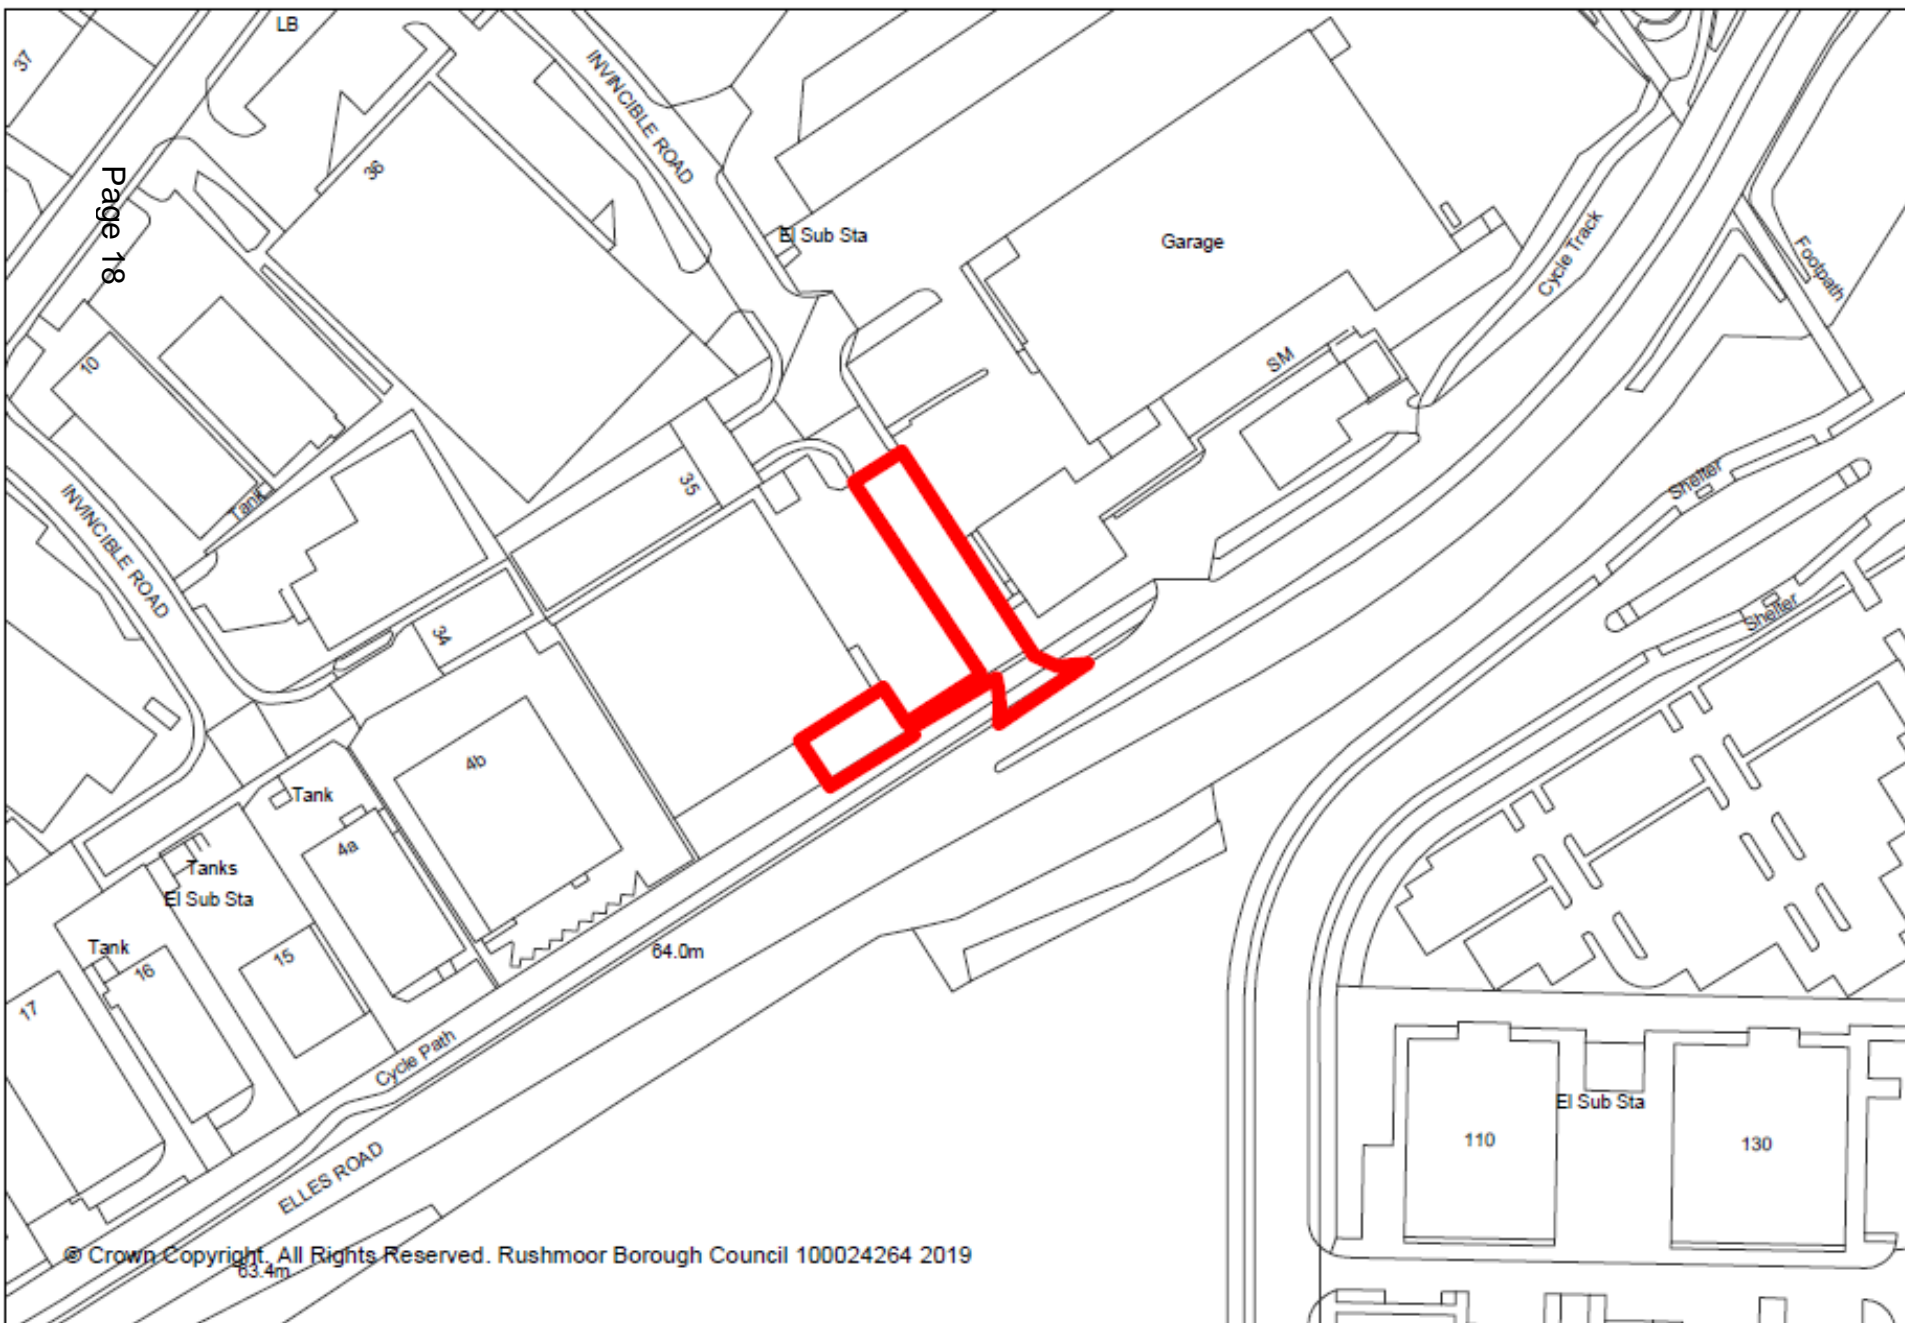 LB
37
INVINCIBLE ROAD
36
Page 18
El Sub Sta
Garage
Cycle Track
Footpath
10
SM
35
Tank
INVINCIBLE ROAD
Shelter
Shelter
34
4b
Tank
4a
Tanks
El Sub Sta
Tank
16
15
64.0m
17
Cycle Path
El Sub Sta
110
130
ELLES ROAD
© Crown Copyright. All Rights Reserved. Rushmoor Borough Council 100024264 2019
63.4m